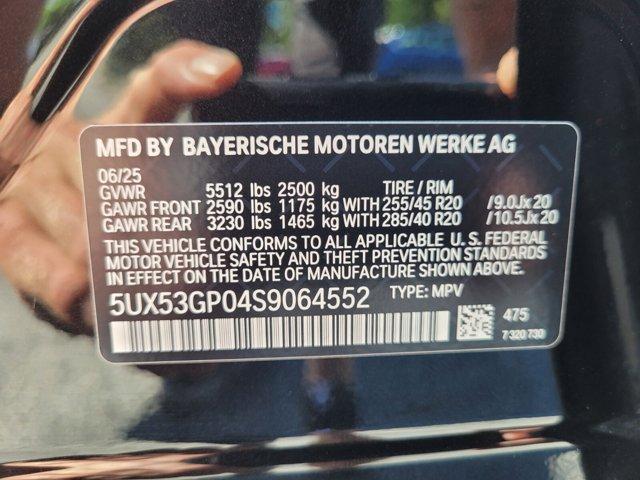 MFD BY BAYERISCHE MOTOREN WERKE AG
06/25
GVWR 5512 lbs 2500 kg TIRE / RIM
GAWR FRONT 2590 lbs 1175 kg WITH 255/45 R20 /9.0Jx20
GAWR REAR 3230 lbs 1465 kg WITH 285/40 R20 /10.5Jx20
THIS VEHICLE CONFORMS TO ALL APPLICABLE U.S. FEDERAL
MOTOR VEHICLE SAFETY AND THEFT PREVENTION STANDARDS
IN EFFECT ON THE DATE OF MANUFACTURE SHOWN ABOVE.
5UX53GP04S9064552 TYPE: MPV
475
7 320 730